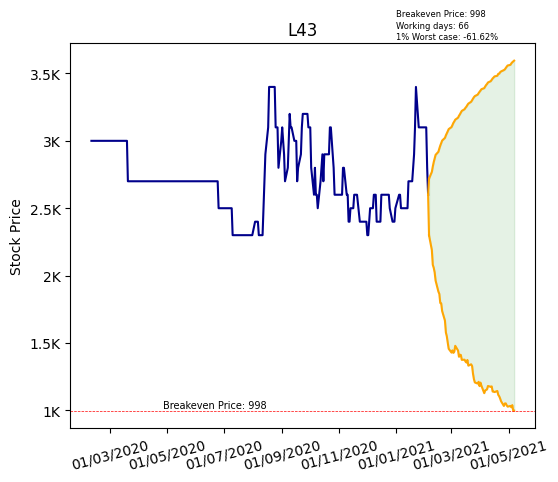 Breakeven Price: 998
Working days: 66
1% Worst case: -61.62%
L43
Stock Price
3.5K
3K
2.5K
2K
1.5K
1K
Breakeven Price: 998
01/03/2020 01/05/2020 01/07/2020 01/09/2020 01/11/2020 01/01/2021 01/03/2021 01/05/2021